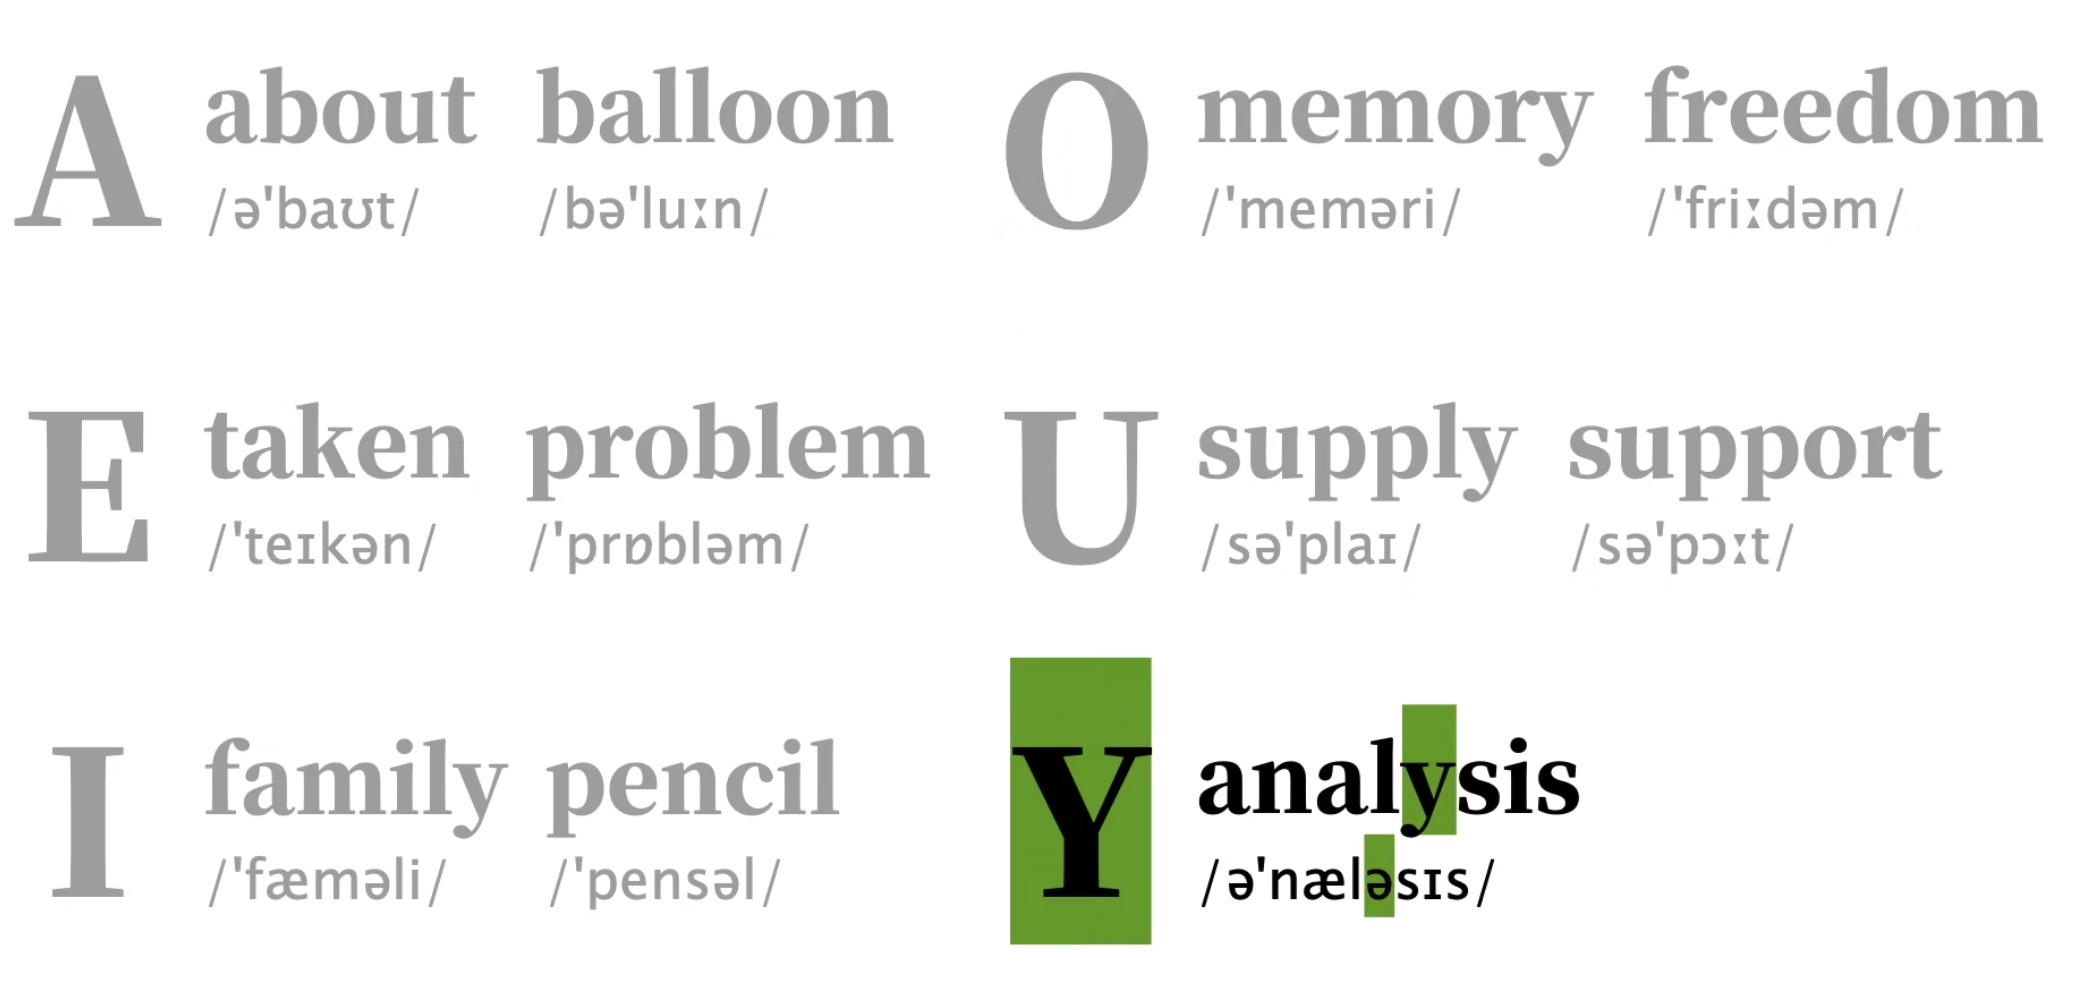 A about balloon
/ə'baʊt/ /bə'luːn/
O memory freedom
/'meməri/ /'friːdəm/
E taken problem
/'teɪkən/ /'prɒbləm/
U supply support
/sə'plaɪ/ /sə'pɔːt/
I family pencil
/'fæməli/ /'pensəl/
Y analysis
/ə'næləsɪs/